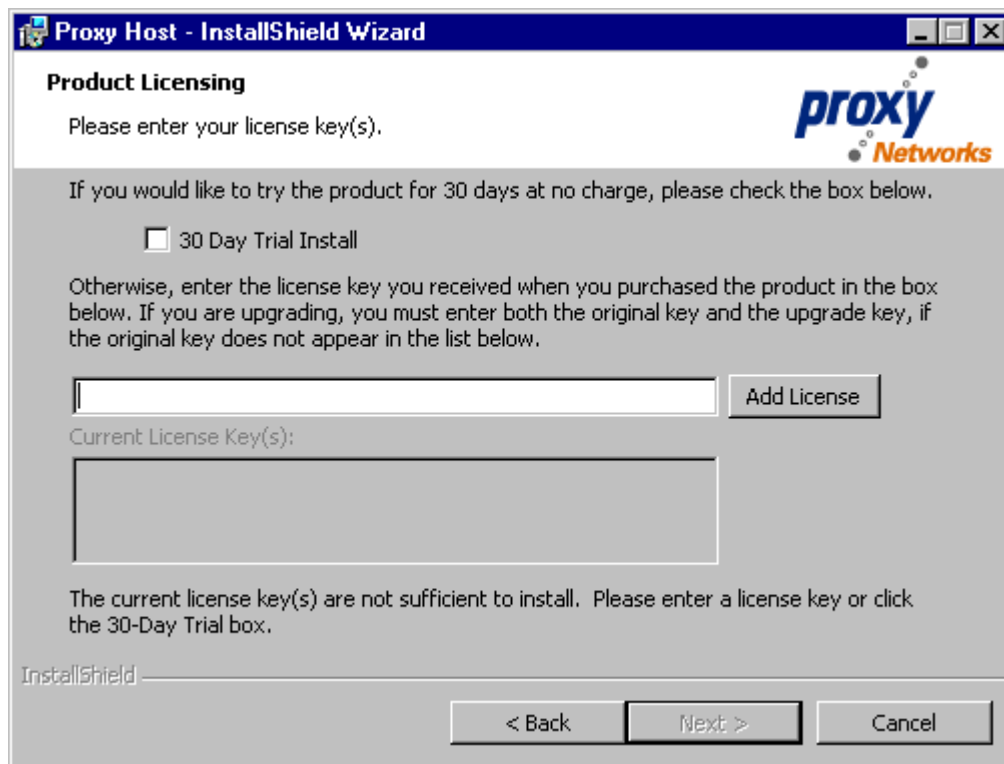 Proxy Host - InstallShield Wizard
Product Licensing
Please enter your license key(s).
proxy
Networks
If you would like to try the product for 30 days at no charge, please check the box below.
30 Day Trial Install
Otherwise, enter the license key you received when you purchased the product in the box
below. If you are upgrading, you must enter both the original key and the upgrade key, if
the original key does not appear in the list below.
Add License
Current License Key(s):
The current license key(s) are not sufficient to install.  Please enter a license key or click
the 30-Day Trial box.
InstallShield
< Back
Next >
Cancel